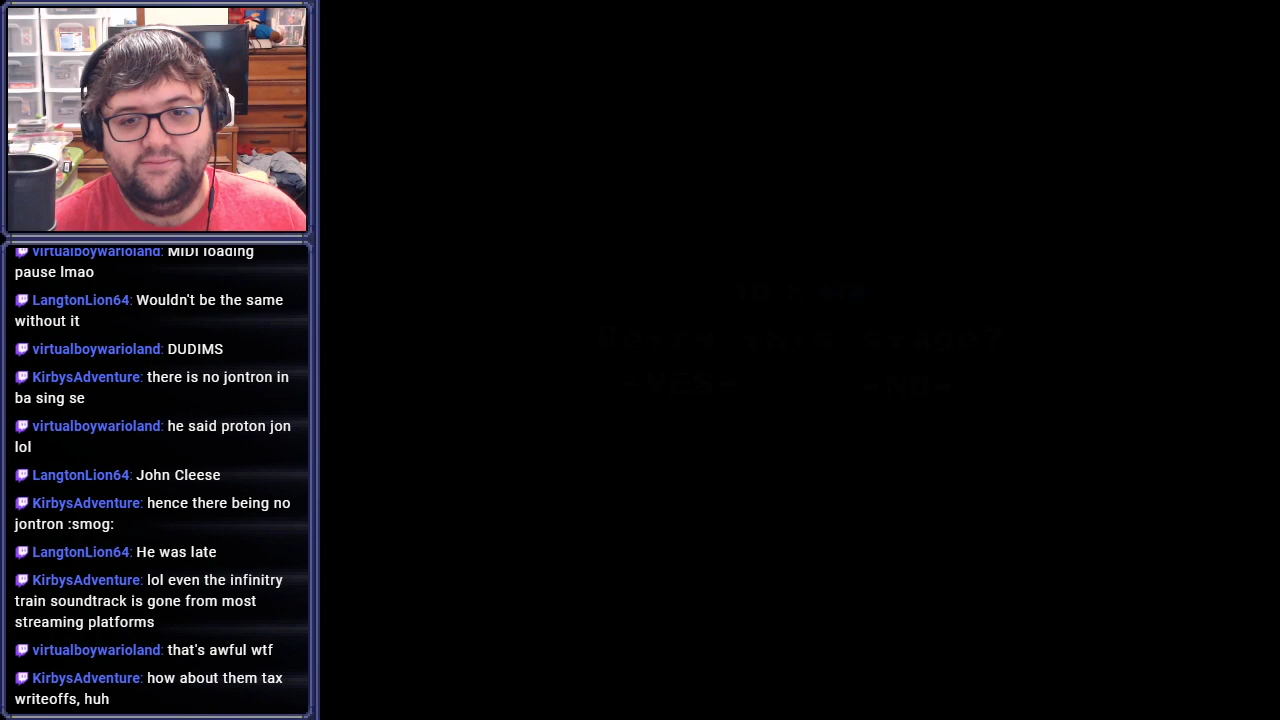 virtualboywarioland: MIDI loading
pause lmao
LangtonLion64: Wouldn't be the same
without it
virtualboywarioland: DUDIMS
KirbysAdventure: there is no jontron in
ba sing se
virtualboywarioland: he said proton jon
lol
LangtonLion64: John Cleese
KirbysAdventure: hence there being no
jontron :smog:
LangtonLion64: He was late
KirbysAdventure: lol even the infinitry
train soundtrack is gone from most
streaming platforms
virtualboywarioland: that's awful wtf
KirbysAdventure: how about them tax
writeoffs, huh
-YES- -NO-